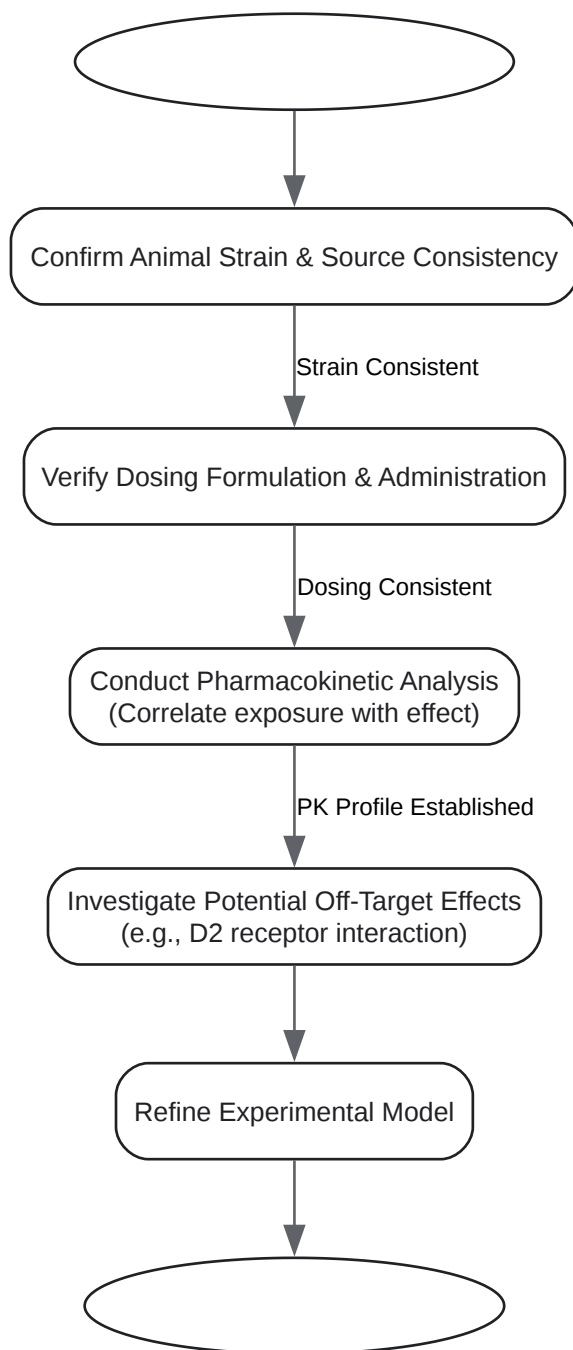 Confirm Animal Strain & Source Consistency
Strain Consistent
Verify Dosing Formulation & Administration
Dosing Consistent
Conduct Pharmacokinetic Analysis
(Correlate exposure with effect)
PK Profile Established
Investigate Potential Off-Target Effects
(e.g., D2 receptor interaction)
Refine Experimental Model